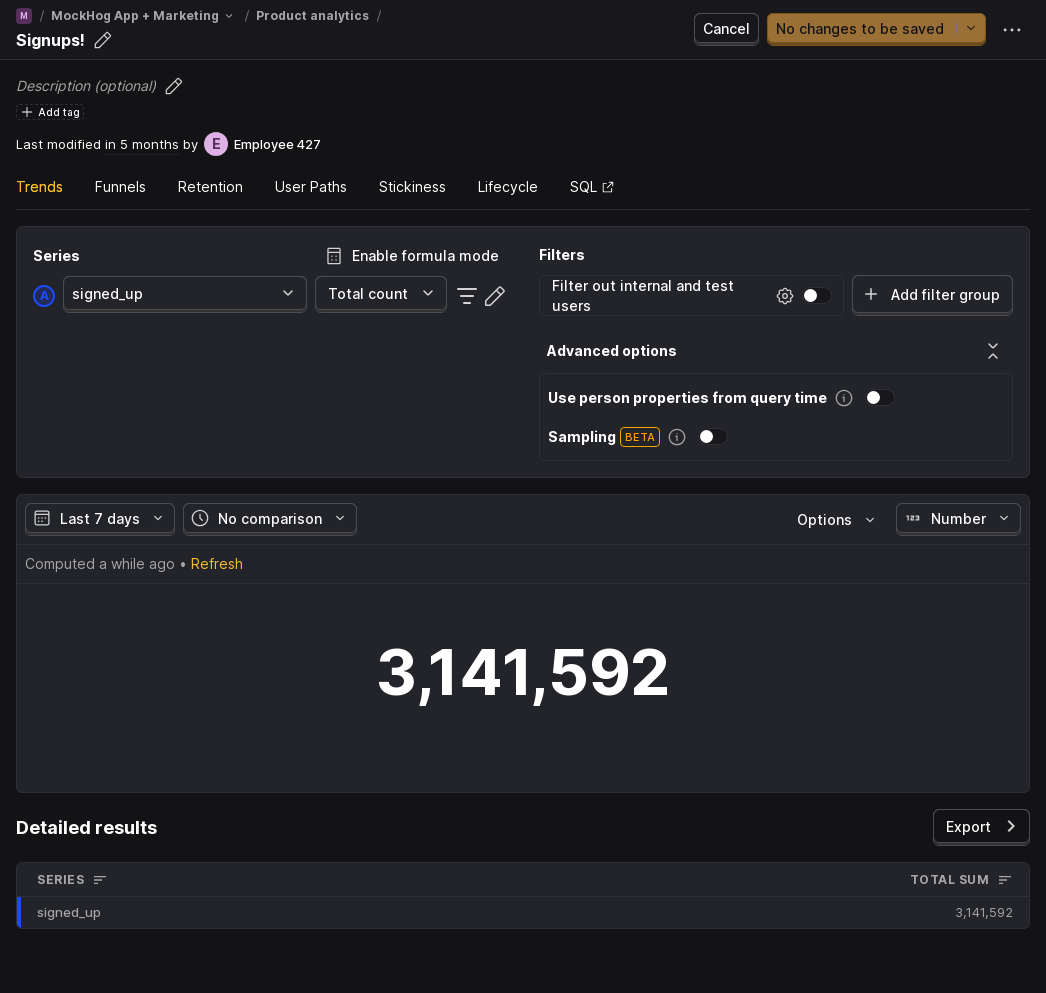 M / MockHog App + Marketing / Product analytics /
Signups!
Cancel
No changes to be saved
Description (optional)
Add tag
Last modified in 5 months by E Employee 427
Trends Funnels Retention User Paths Stickiness Lifecycle SQL
Series
Enable formula mode
A signed_up
Total count
Filters
Filter out internal and test
users
Add filter group
Advanced options
Use person properties from query time
Sampling BETA
Last 7 days
No comparison
Options
123 Number
Computed a while ago • Refresh
3,141,592
Detailed results
Export
SERIES TOTAL SUM
signed_up 3,141,592